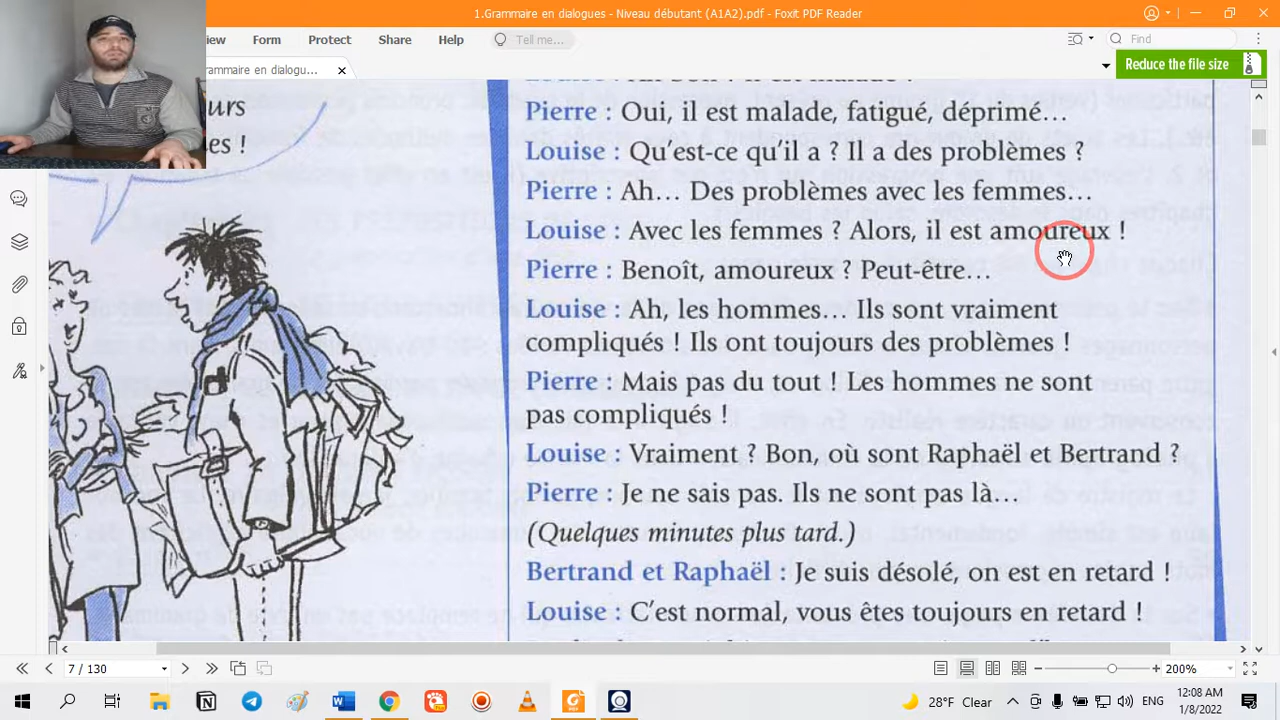 1.Grammaire en dialogues - Niveau débutant (A1A2).pdf - Foxit PDF Reader
Form Protect Share Help Tell me... Find
Grammaire en dialogu...
Reduce the file size
Pierre : Oui, il est malade, fatigué, déprimé...
Louise : Qu'est-ce qu'il a ? Il a des problèmes ?
Pierre : Ah... Des problèmes avec les femmes...
Louise : Avec les femmes ? Alors, il est amoureux !
Pierre : Benoît, amoureux ? Peut-être...
Louise : Ah, les hommes... Ils sont vraiment
compliqués ! Ils ont toujours des problèmes !
Pierre : Mais pas du tout ! Les hommes ne sont
pas compliqués !
Louise : Vraiment ? Bon, où sont Raphaël et Bertrand ?
Pierre : Je ne sais pas. Ils ne sont pas là...
(Quelques minutes plus tard.)
Bertrand et Raphaël : Je suis désolé, on est en retard !
Louise : C'est normal, vous êtes toujours en retard !
7 / 130
200%
28°F Clear
ENG
12:08 AM
1/8/2022